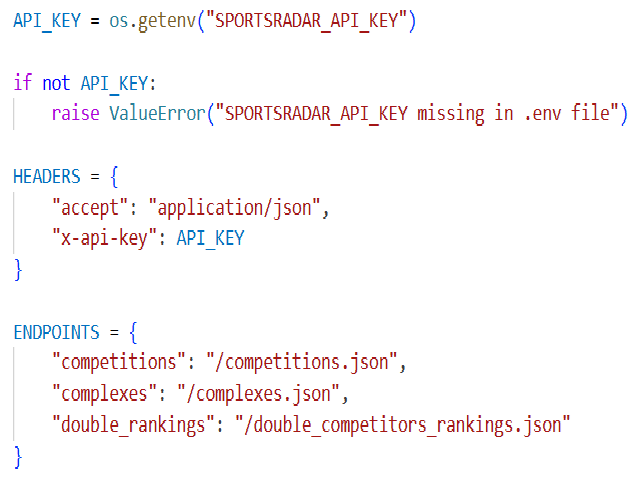 API_KEY = os.getenv("SPORTSRADAR_API_KEY")
if not API_KEY:
    raise ValueError("SPORTSRADAR_API_KEY missing in .env file")
HEADERS = {
    "accept": "application/json",
    "x-api-key": API_KEY
}
ENDPOINTS = {
    "competitions": "/competitions.json",
    "complexes": "/complexes.json",
    "double_rankings": "/double_competitors_rankings.json"
}